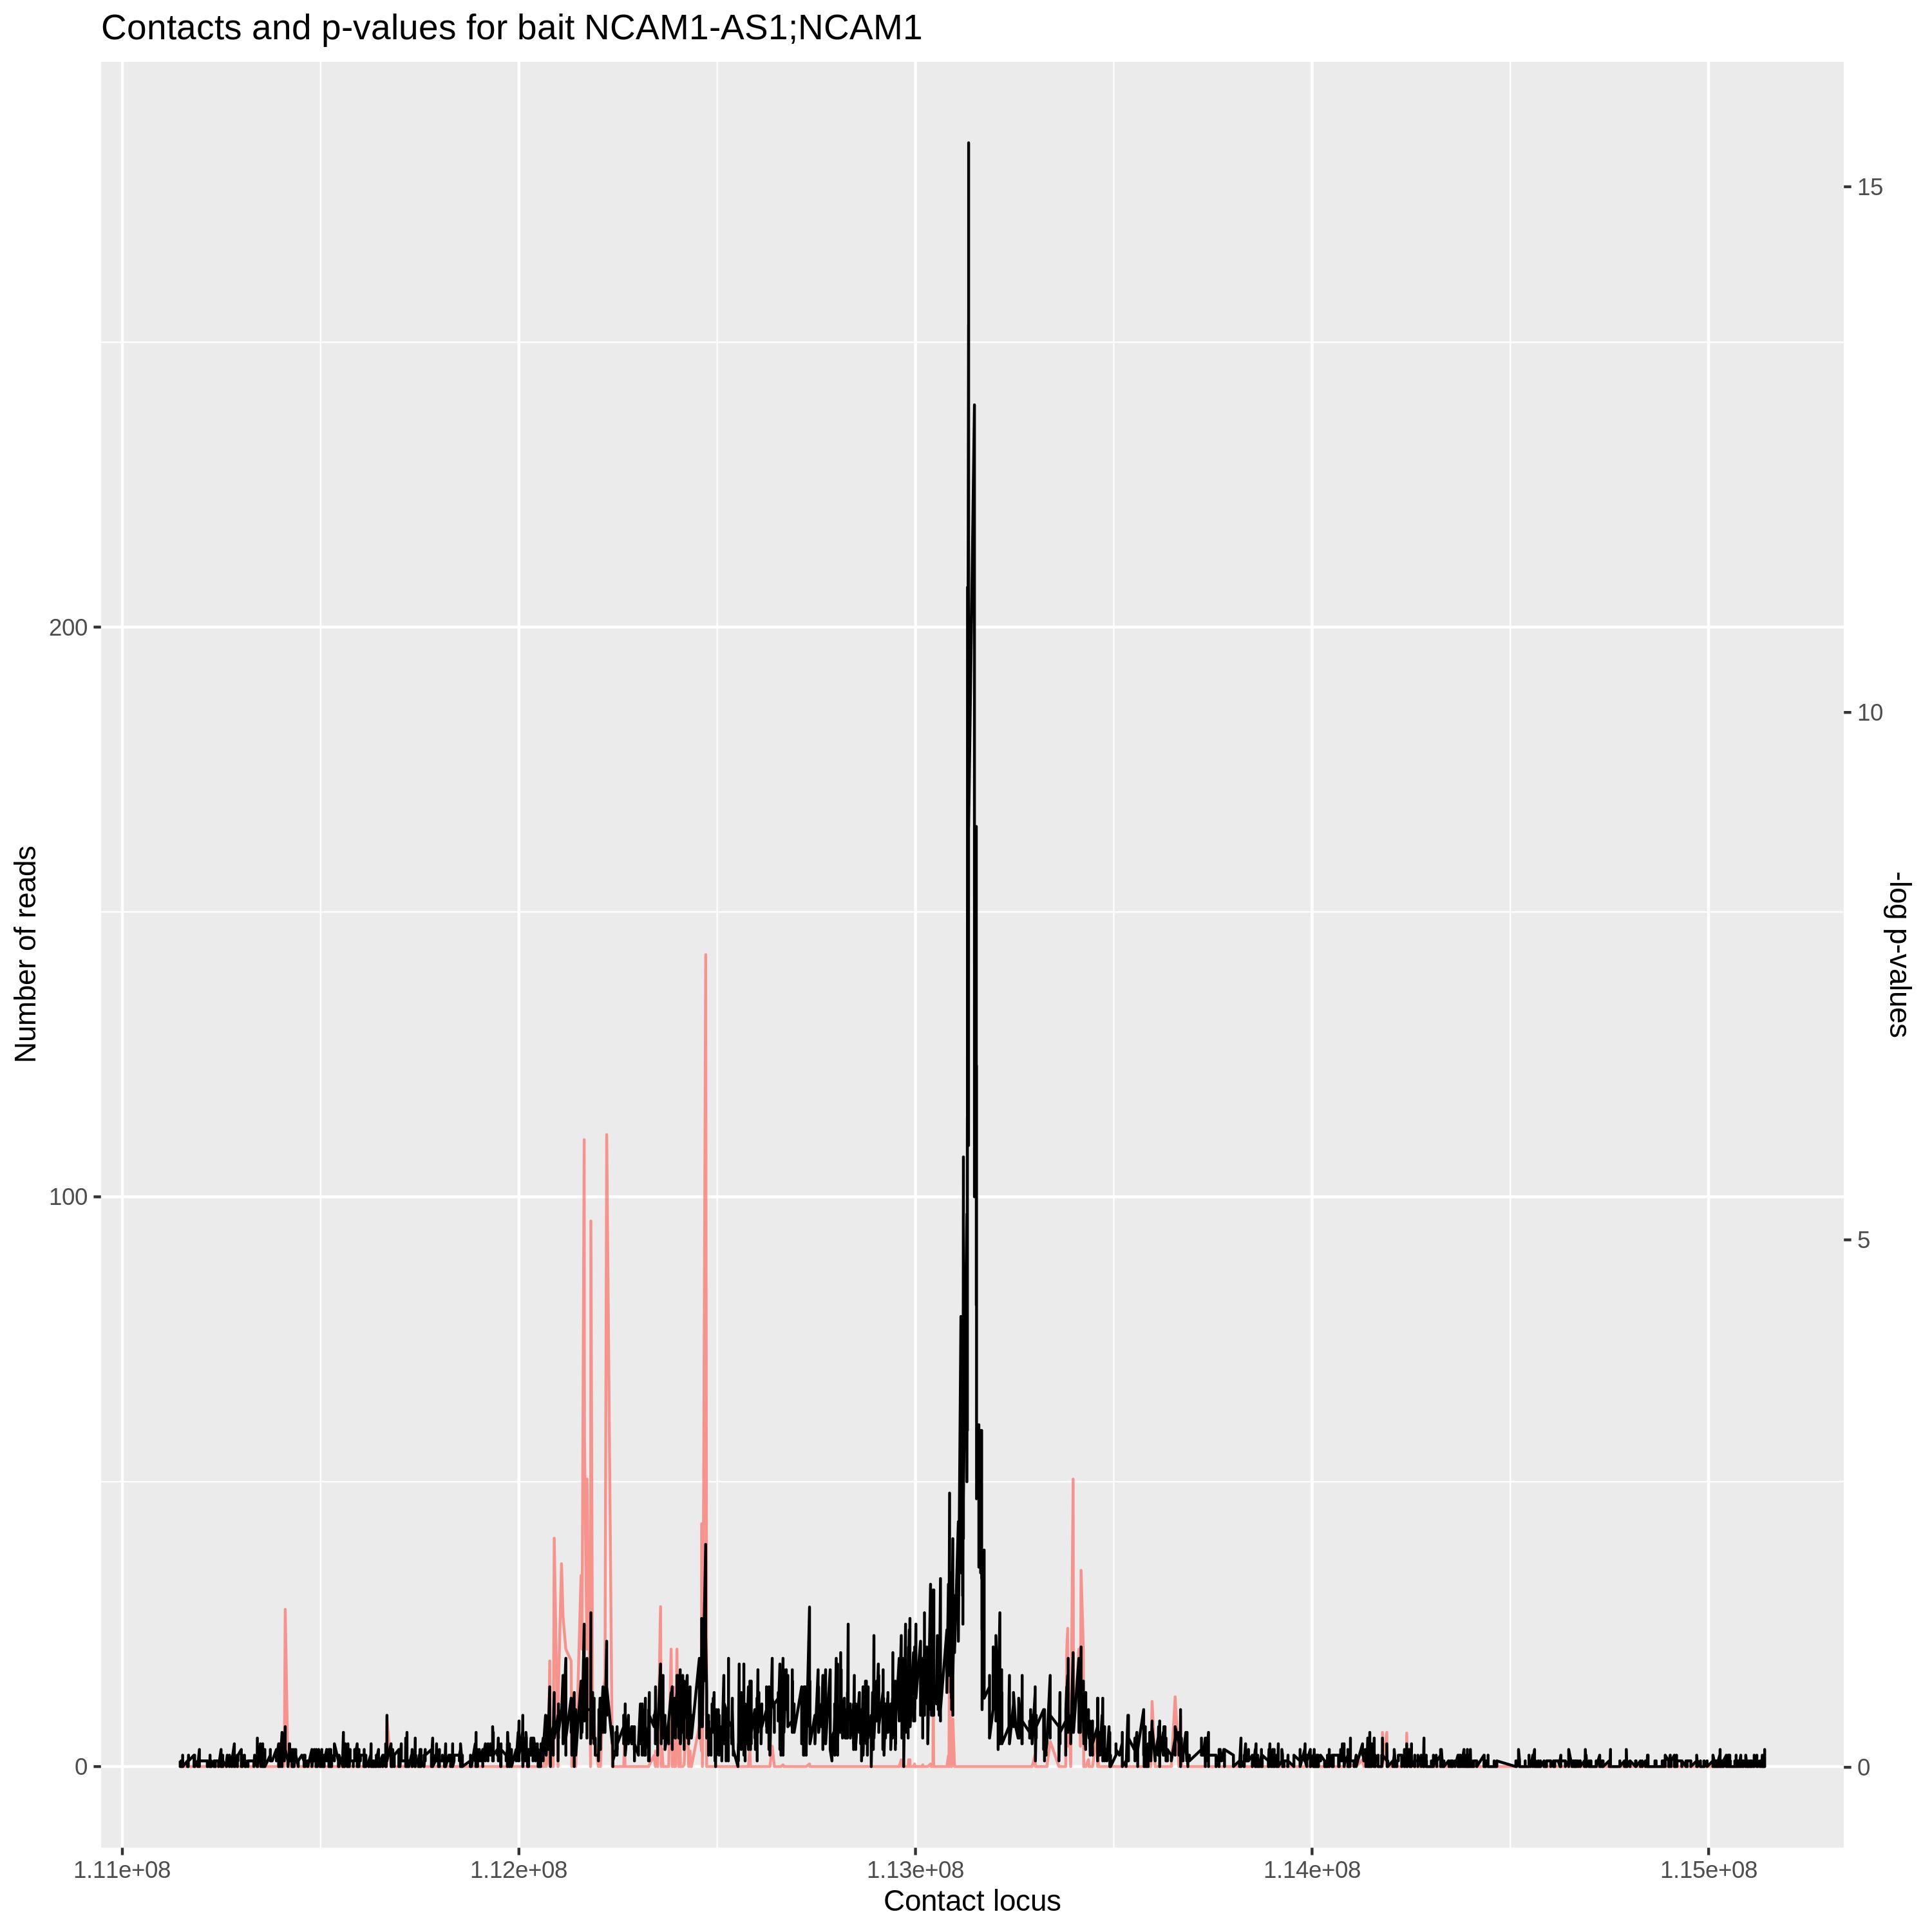 Contacts and p-values for bait NCAM1-AS1;NCAM1
15
200
10
Number of reads
-log p-values
100
5
0
0
1.11e+08 1.12e+08 1.13e+08 1.14e+08 1.15e+08
Contact locus